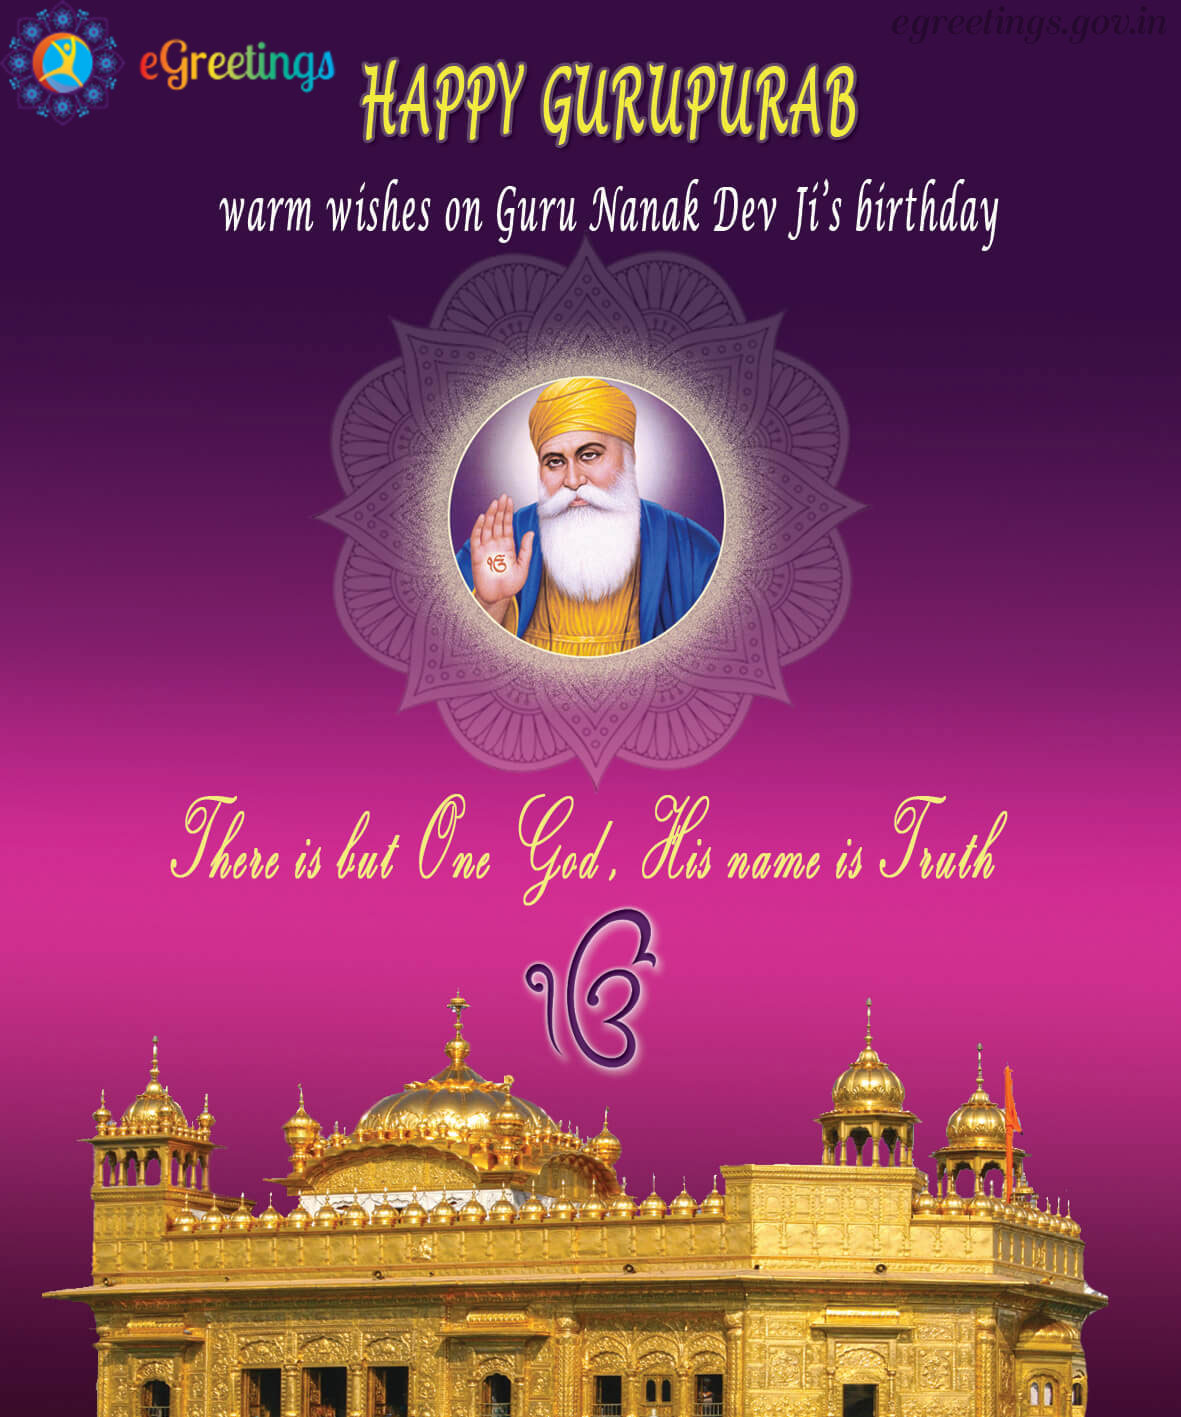 egreetings.gov.in
eGreetings
HAPPY GURUPURAB
warm wishes on Guru Nanak Dev Ji's birthday
ੴ
There is but One God, His name is Truth
ੴ